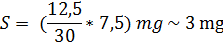 S = (12,5/30 * 7,5) mg ~ 3 mg